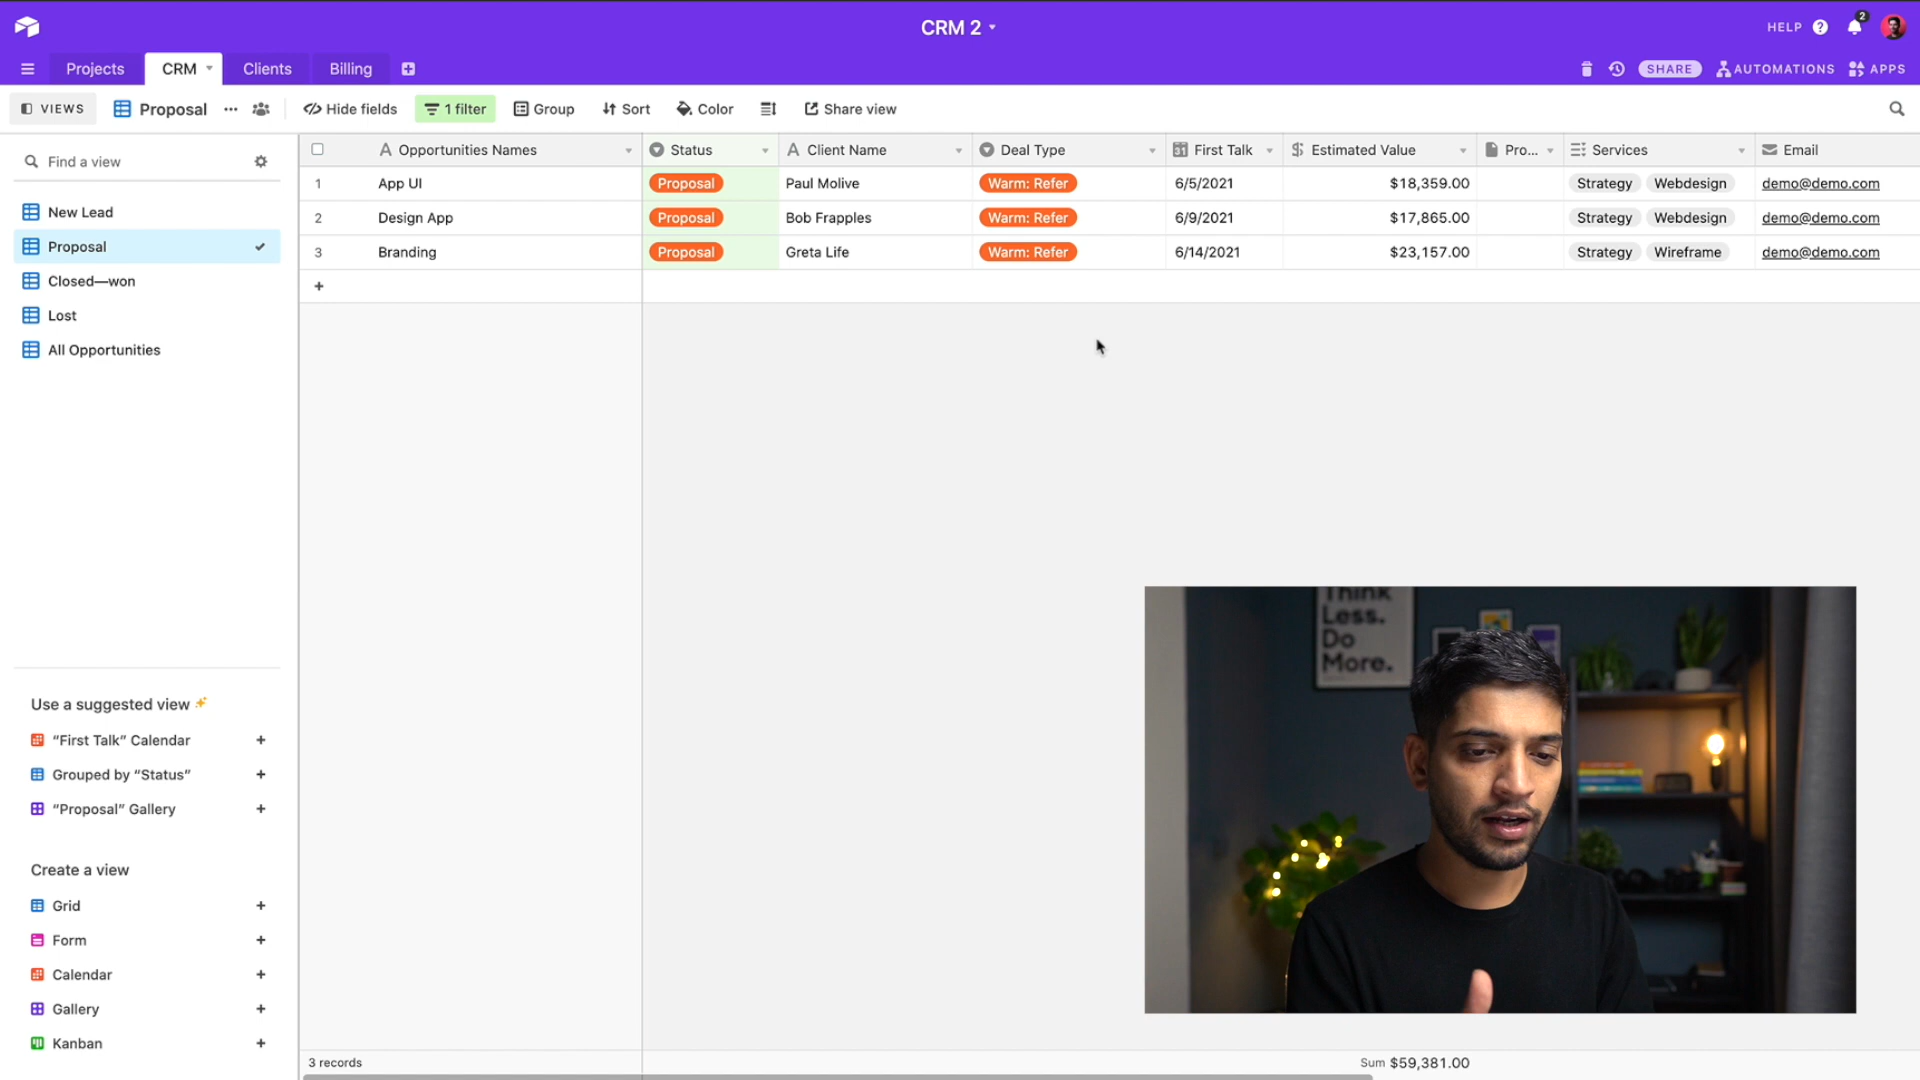 CRM 2
HELP
2
Projects
CRM
Clients
Billing
SHARE
AUTOMATIONS
APPS
VIEWS
Proposal
Hide fields
1 filter
Group
Sort
Color
Share view
Find a view
New Lead
Proposal
Closed—won
Lost
All Opportunities
Use a suggested view
“First Talk” Calendar
Grouped by “Status”
“Proposal” Gallery
Create a view
Grid
Form
Calendar
Gallery
Kanban
Opportunities Names Status Client Name Deal Type 31 First Talk Estimated Value Pro... Services Email
1 App UI Proposal Paul Molive Warm: Refer 6/5/2021 $18,359.00 Strategy Webdesign demo@demo.com
2 Design App Proposal Bob Frapples Warm: Refer 6/9/2021 $17,865.00 Strategy Webdesign demo@demo.com
3 Branding Proposal Greta Life Warm: Refer 6/14/2021 $23,157.00 Strategy Wireframe demo@demo.com
Think
Less.
Do
More.
3 records
Sum $59,381.00